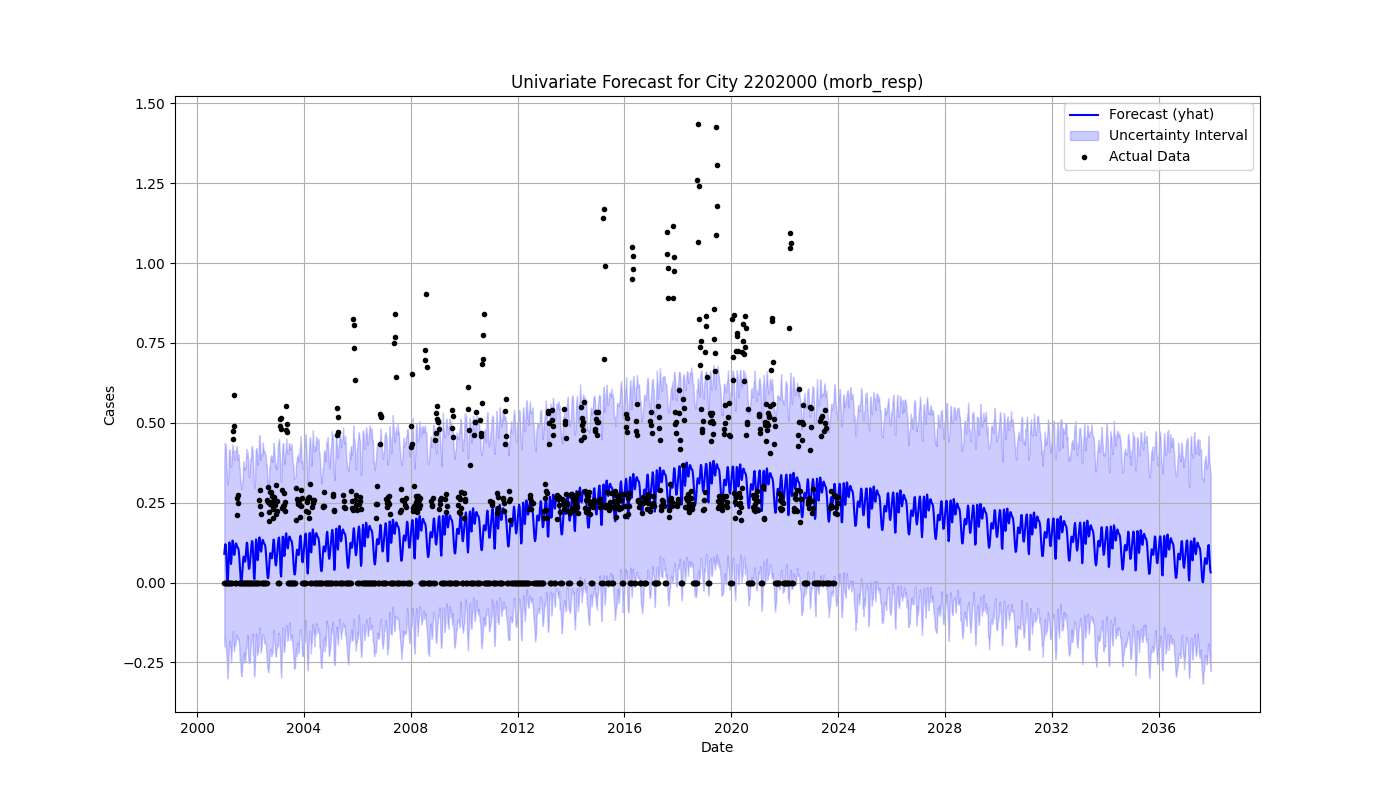 Univariate Forecast for City 2202000 (morb_resp)
1.50
1.25
1.00
0.75
0.50
0.25
0.00
−0.25
Cases
Forecast (yhat)
Uncertainty Interval
Actual Data
2000 2004 2008 2012 2016 2020 2024 2028 2032 2036
Date